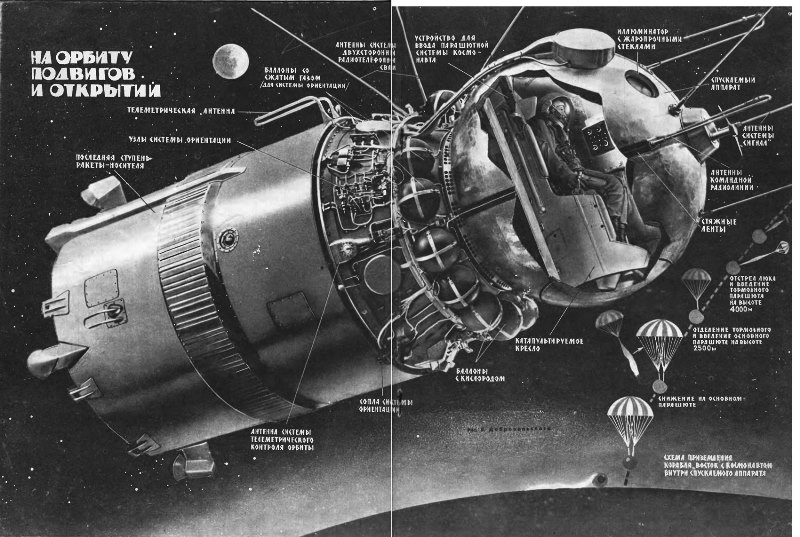 НА ОРБИТУ
ПОДВИГОВ
И ОТКРЫТИЙ
АНТЕННЫ СИСТЕМЫ
ДВУХСТОРОННЕЙ
РАДИОТЕЛЕФОННОЙ
СВЯЗИ
БАЛЛОНЫ СО
СЖАТЫМ ГАЗОМ
/ДЛЯ СИСТЕМЫ ОРИЕНТАЦИИ/
ТЕЛЕМЕТРИЧЕСКАЯ АНТЕННА
УЗЛЫ СИСТЕМЫ ОРИЕНТАЦИИ
ПОСЛЕДНЯЯ СТУПЕНЬ
РАКЕТЫ-НОСИТЕЛЯ
УСТРОЙСТВО ДЛЯ
ВВОДА ПАРАШЮТНОЙ
СИСТЕМЫ КОСМО-
НАВТА
ИЛЛЮМИНАТОР
С ЖАРОПРОЧНЫМИ
СТЕКЛАМИ
СПУСКАЕМЫЙ
АППАРАТ
АНТЕННЫ
СИСТЕМЫ
"СИГНАЛ"
АНТЕННЫ
КОМАНДНОЙ
РАДИОЛИНИИ
СТЯЖНЫЕ
ЛЕНТЫ
ОТСТРЕЛ ЛЮКА
И ВВЕДЕНИЕ
ТОРМОЗНОГО
ПАРАШЮТА
НА ВЫСОТЕ
4000м
ОТДЕЛЕНИЕ ТОРМОЗНОГО
И ВВЕДЕНИЕ ОСНОВНОГО
ПАРАШЮТА НА ВЫСОТЕ
2500м
КАТАПУЛЬТИРУЕМОЕ
КРЕСЛО
БАЛЛОНЫ
С КИСЛОРОДОМ
СНИЖЕНИЕ НА ОСНОВНОМ
ПАРАШЮТЕ
СОПЛА СИСТЕМЫ
ОРИЕНТАЦИИ
АНТЕННА СИСТЕМЫ
ТЕЛЕМЕТРИЧЕСКОГО
КОНТРОЛЯ ОРБИТЫ
Рис. Добровольского
СХЕМА ПРИЗЕМЛЕНИЯ
КОРАБЛЯ „ВОСТОК" С КОСМОНАВТОМ
ВНУТРИ СПУСКАЕМОГО АППАРАТА